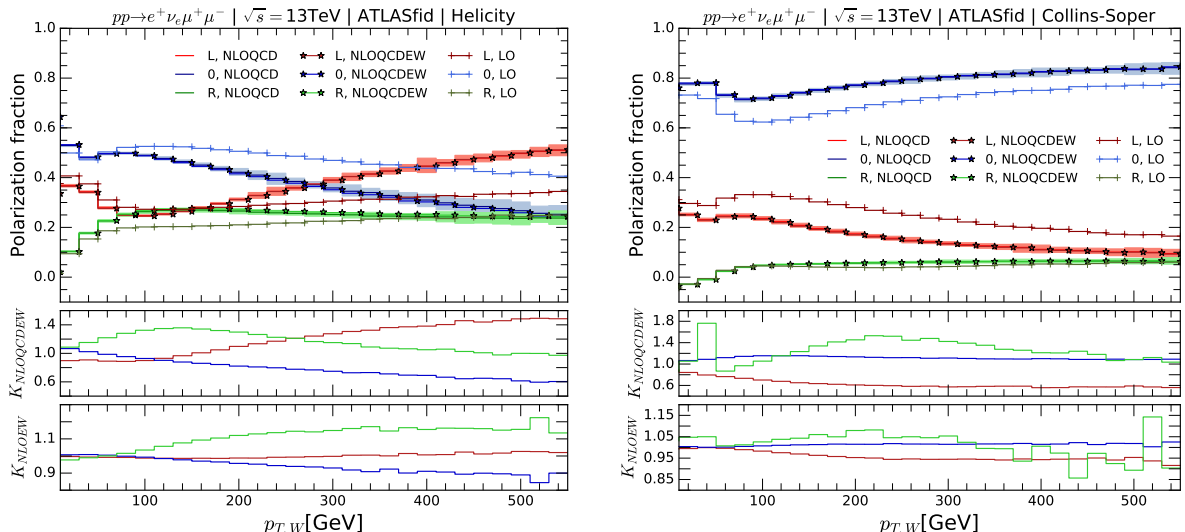 pp→e⁺νₑμ⁺μ⁻ | √s = 13TeV | ATLASfid | Helicity
Polarization fraction
1.0
0.8
0.6
0.4
0.2
0.0
L, NLOQCD L, NLOQCDEW L, LO
0, NLOQCD 0, NLOQCDEW 0, LO
R, NLOQCD R, NLOQCDEW R, LO
K_NLOQCDEW
1.4
1.0
0.6
K_NLOEW
1.1
0.9
100 200 300 400 500
p_T,W[GeV]
pp→e⁺νₑμ⁺μ⁻ | √s = 13TeV | ATLASfid | Collins-Soper
Polarization fraction
1.0
0.8
0.6
0.4
0.2
0.0
L, NLOQCD L, NLOQCDEW L, LO
0, NLOQCD 0, NLOQCDEW 0, LO
R, NLOQCD R, NLOQCDEW R, LO
K_NLOQCDEW
1.8
1.4
1.0
0.6
K_NLOEW
1.15
1.05
0.95
0.85
100 200 300 400 500
p_T,W[GeV]